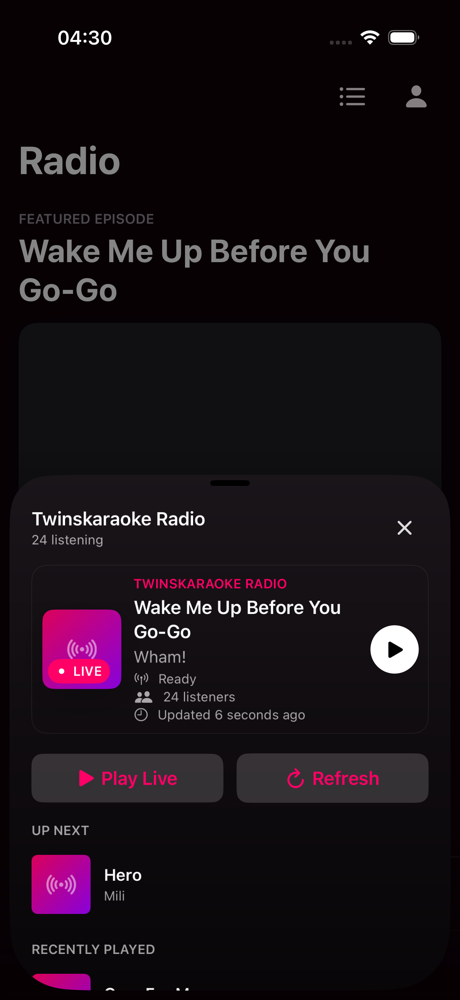 04:30
Radio
FEATURED EPISODE
Wake Me Up Before You
Go-Go
Twinskaraoke Radio
24 listening
TWINSKARAOKE RADIO
Wake Me Up Before You
Go-Go
Wham!
LIVE
Ready
24 listeners
Updated 6 seconds ago
Play Live
Refresh
UP NEXT
Hero
Mili
RECENTLY PLAYED